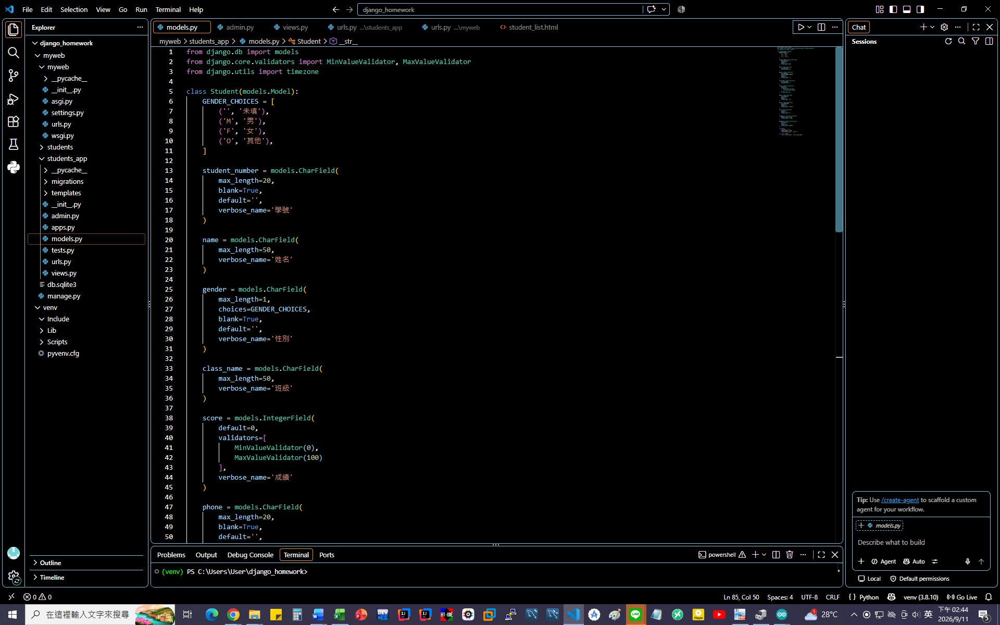 File Edit Selection View Go Run Terminal Help
django_homework
Explorer
django_homework
myweb
myweb
__pycache__
__init__.py
asgi.py
settings.py
urls.py
wsgi.py
students
students_app
__pycache__
migrations
templates
__init__.py
admin.py
apps.py
models.py
tests.py
urls.py
views.py
db.sqlite3
manage.py
venv
Include
Lib
Scripts
pyvenv.cfg
Outline
Timeline
models.py admin.py views.py urls.py ...\students_app urls.py ...\myweb student_list.html
myweb > students_app > models.py > Student > __str__
1 from django.db import models
2 from django.core.validators import MinValueValidator, MaxValueValidator
3 from django.utils import timezone
4
5 class Student(models.Model):
6 GENDER_CHOICES = [
7 ('', '未填'),
8 ('M', '男'),
9 ('F', '女'),
10 ('O', '其他'),
11 ]
12
13 student_number = models.CharField(
14 max_length=20,
15 blank=True,
16 default='',
17 verbose_name='學號'
18 )
19
20 name = models.CharField(
21 max_length=50,
22 verbose_name='姓名'
23 )
24
25 gender = models.CharField(
26 max_length=1,
27 choices=GENDER_CHOICES,
28 blank=True,
29 default='',
30 verbose_name='性別'
31 )
32
33 class_name = models.CharField(
34 max_length=50,
35 verbose_name='班級'
36 )
37
38 score = models.IntegerField(
39 default=0,
40 validators=[
41 MinValueValidator(0),
42 MaxValueValidator(100)
43 ],
44 verbose_name='成績'
45 )
46
47 phone = models.CharField(
48 max_length=20,
49 blank=True,
50 default='',
Problems Output Debug Console Terminal Ports
powershell
(venv) PS C:\Users\User\django_homework>
Chat
Sessions
Tip: Use /create-agent to scaffold a custom
agent for your workflow.
models.py
Describe what to build
Agent Auto
Local Default permissions
0 0
Ln 85, Col 50 Spaces: 4 UTF-8 CRLF { } Python venv (3.8.10) Go Live
在這裡輸入文字來搜尋
28°C
英
下午 02:44
2026/9/11
5